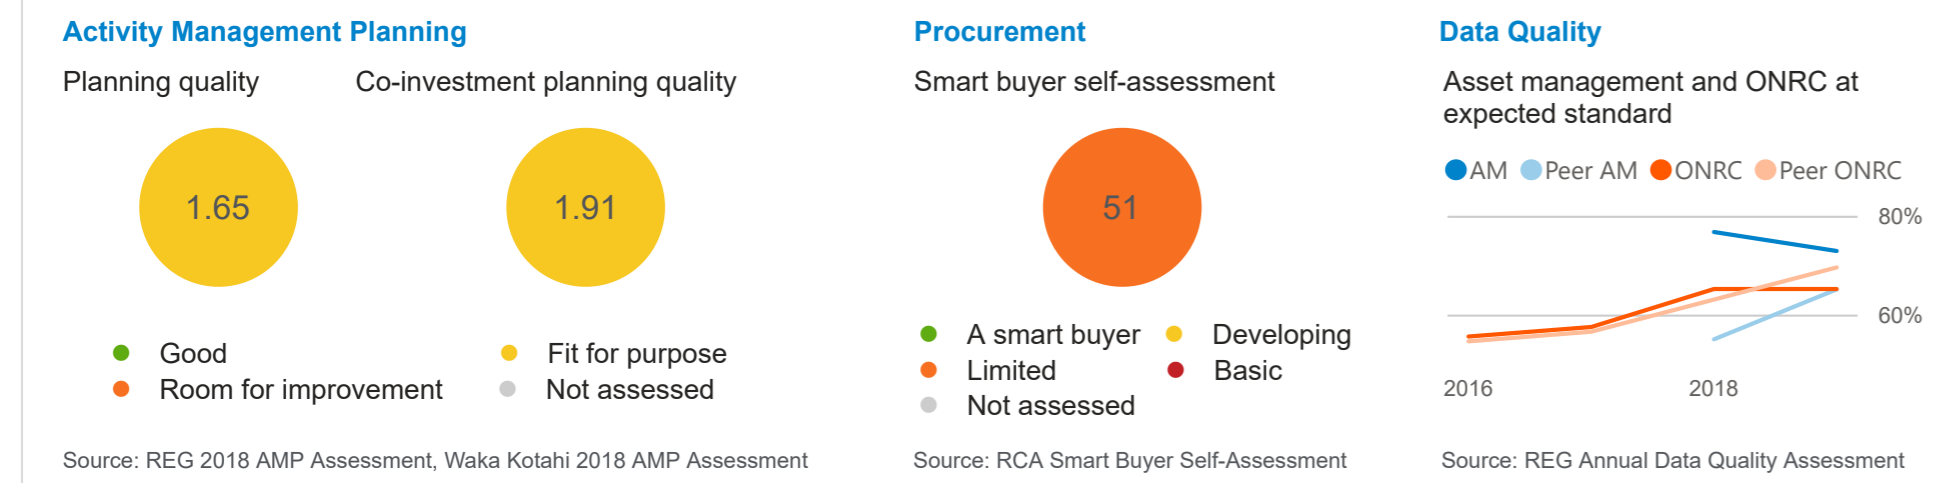 Activity Management Planning
Planning quality
Co-investment planning quality
1.65
1.91
Good
Fit for purpose
Room for improvement
Not assessed
Source: REG 2018 AMP Assessment, Waka Kotahi 2018 AMP Assessment
Procurement
Smart buyer self-assessment
51
A smart buyer
Developing
Limited
Basic
Not assessed
Source: RCA Smart Buyer Self-Assessment
Data Quality
Asset management and ONRC at
expected standard
AM Peer AM ONRC Peer ONRC
80%
60%
2016
2018
Source: REG Annual Data Quality Assessment